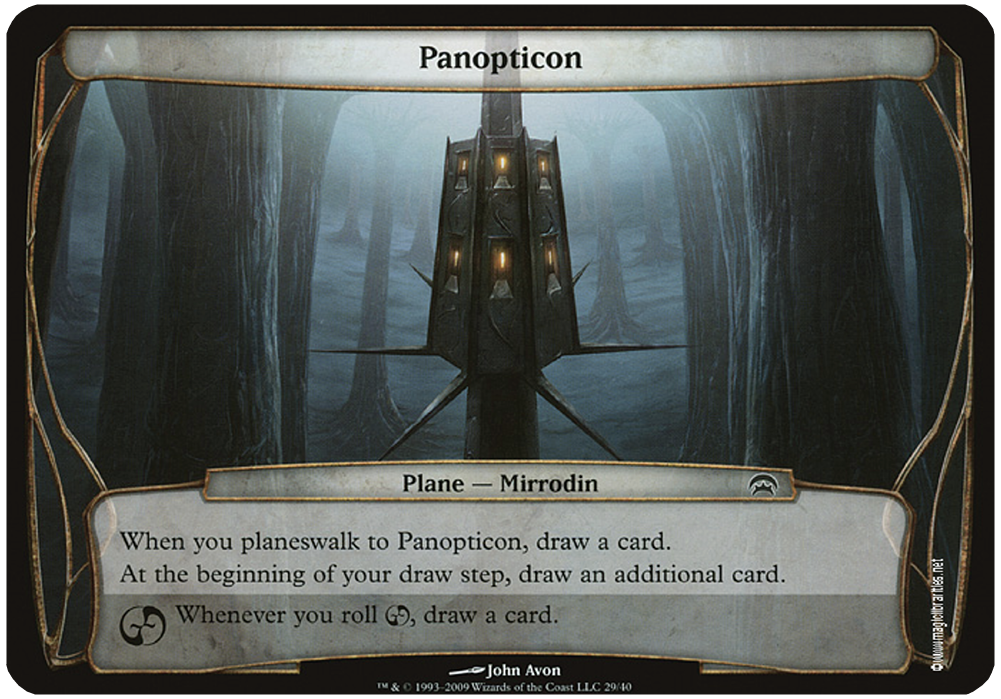 Panopticon
Plane — Mirrodin
When you planeswalk to Panopticon, draw a card.
At the beginning of your draw step, draw an additional card.
Whenever you roll , draw a card.
John Avon
™ & © 1993–2009 Wizards of the Coast LLC 29/40
©www.magiclibrarities.net